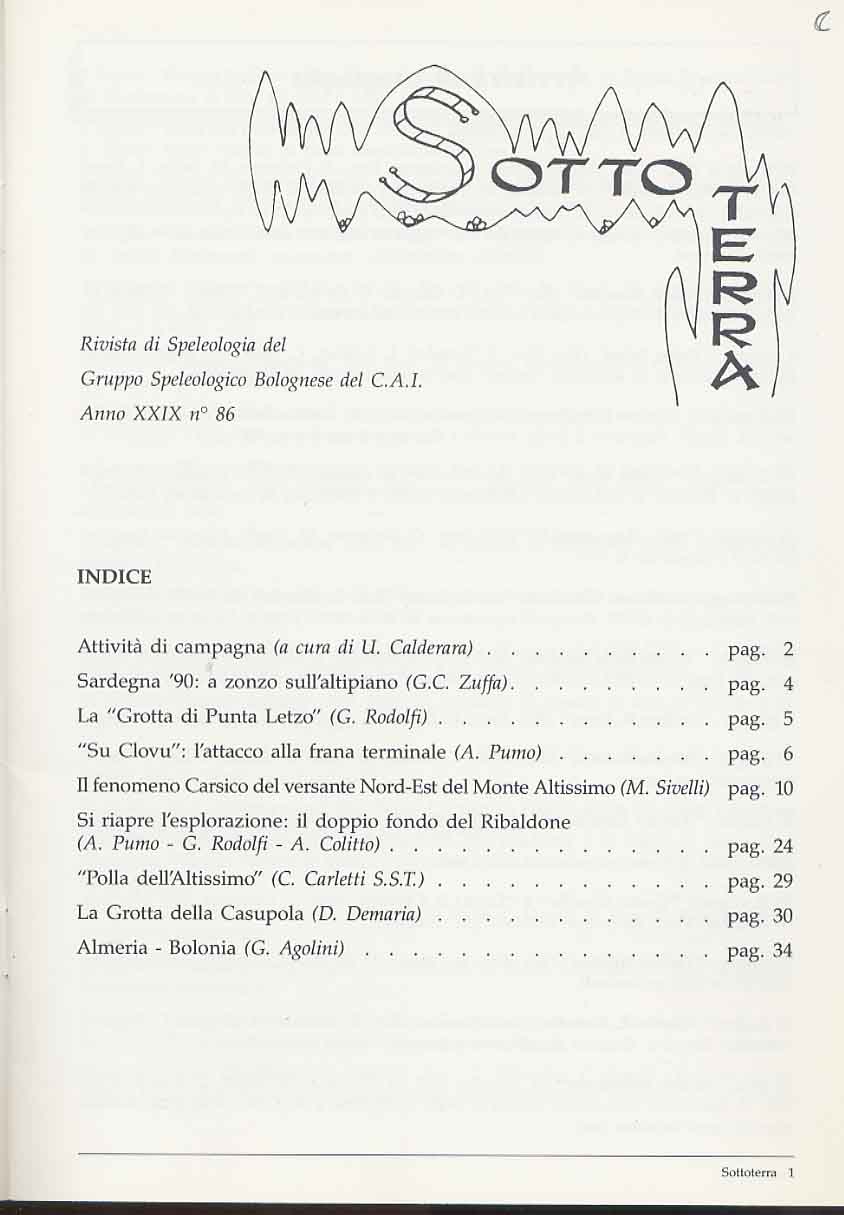 SOTTO
TERRA
Rivista di Speleologia del
Gruppo Speleologico Bolognese del C.A.I.
Anno XXIX n° 86
INDICE
Attività di campagna (a cura di U. Calderara) . . . . . . . . . . pag. 2
Sardegna '90: a zonzo sull'altipiano (G.C. Zuffa). . . . . . . . . pag. 4
La "Grotta di Punta Letzo" (G. Rodolfi) . . . . . . . . . . . . pag. 5
"Su Clovu": l'attacco alla frana terminale (A. Pumo) . . . . . . . pag. 6
Il fenomeno Carsico del versante Nord-Est del Monte Altissimo (M. Sivelli) pag. 10
Si riapre l'esplorazione: il doppio fondo del Ribaldone
(A. Pumo - G. Rodolfi - A. Colitto) . . . . . . . . . . . . . . pag. 24
"Polla dell'Altissimo" (C. Carletti S.S.T.) . . . . . . . . . . . . pag. 29
La Grotta della Casupola (D. Demaria) . . . . . . . . . . . . pag. 30
Almeria - Bolonia (G. Agolini) . . . . . . . . . . . . . . . pag. 34
Sottoterra 1